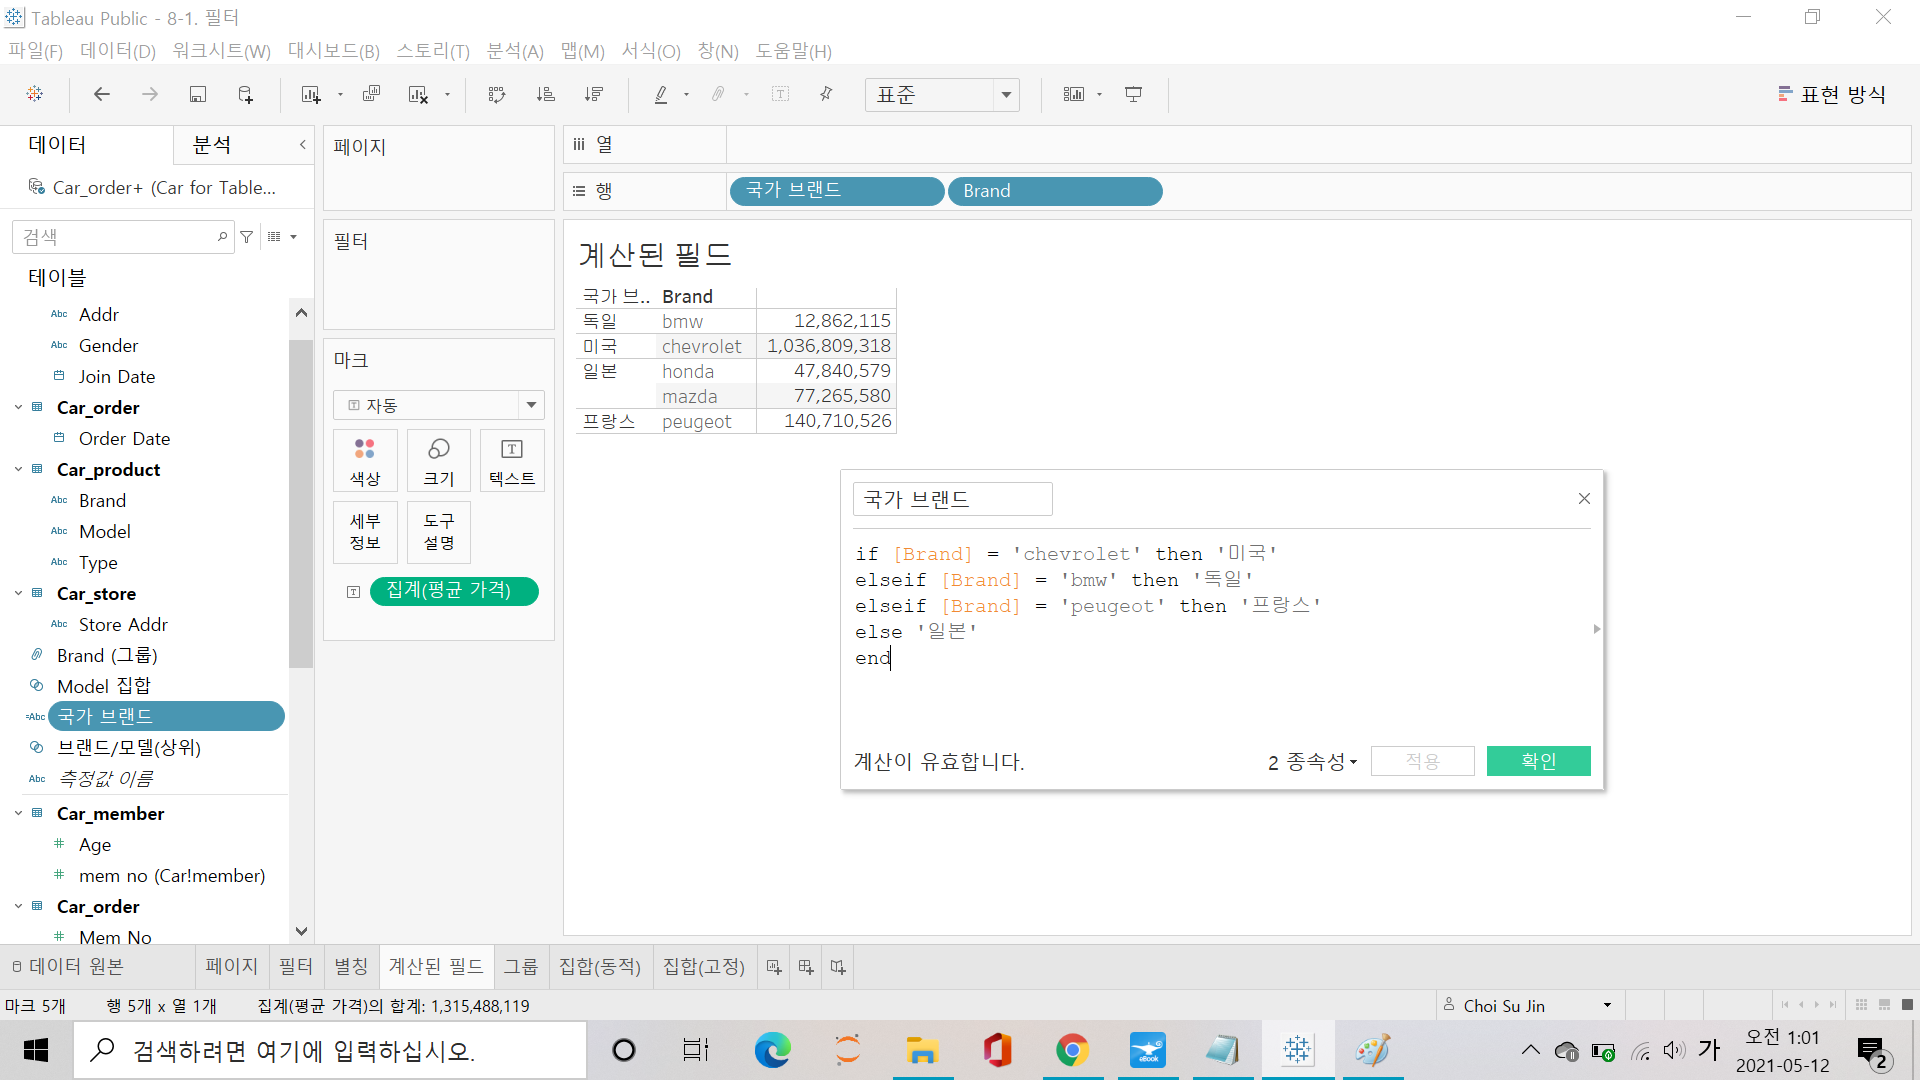 Tableau Public - 8-1. 필터
파일(F) 데이터(D) 워크시트(W) 대시보드(B) 스토리(T) 분석(A) 맵(M) 서식(O) 창(N) 도움말(H)
표준
표현 방식
데이터
분석
Car_order+ (Car for Table...
검색
테이블
Abc Addr
Abc Gender
Join Date
Car_order
Order Date
Car_product
Abc Brand
Abc Model
Abc Type
Car_store
Abc Store Addr
Brand (그룹)
Model 집합
=Abc 국가 브랜드
브랜드/모델(상위)
Abc 측정값 이름
Car_member
# Age
# mem no (Car!member)
Car_order
# Mem No
페이지
필터
마크
자동
색상
크기
텍스트
세부
정보
도구
설명
집계(평균 가격)
열
행 국가 브랜드 Brand
계산된 필드
국가 브.. Brand
독일 bmw 12,862,115
미국 chevrolet 1,036,809,318
일본 honda 47,840,579
mazda 77,265,580
프랑스 peugeot 140,710,526
국가 브랜드
if [Brand] = 'chevrolet' then '미국'
elseif [Brand] = 'bmw' then '독일'
elseif [Brand] = 'peugeot' then '프랑스'
else '일본'
end
계산이 유효합니다.
2 종속성
적용
확인
데이터 원본 페이지 필터 별칭 계산된 필드 그룹 집합(동적) 집합(고정)
마크 5개 행 5개 x 열 1개 집계(평균 가격)의 합계: 1,315,488,119
Choi Su Jin
검색하려면 여기에 입력하십시오.
eBook
가
오전 1:01
2021-05-12
2